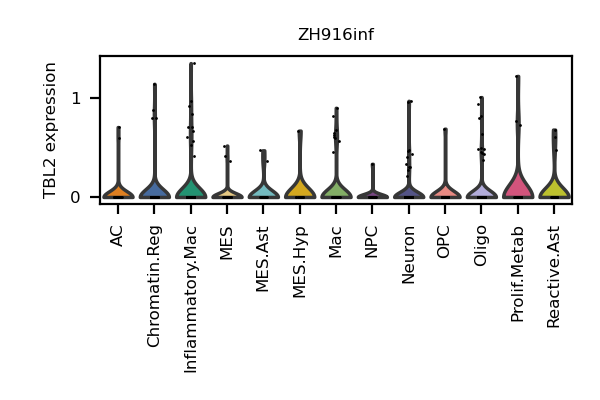 ZH916inf
TBL2 expression
1
0
AC
Chromatin.Reg
Inflammatory.Mac
MES
MES.Ast
MES.Hyp
Mac
NPC
Neuron
OPC
Oligo
Prolif.Metab
Reactive.Ast